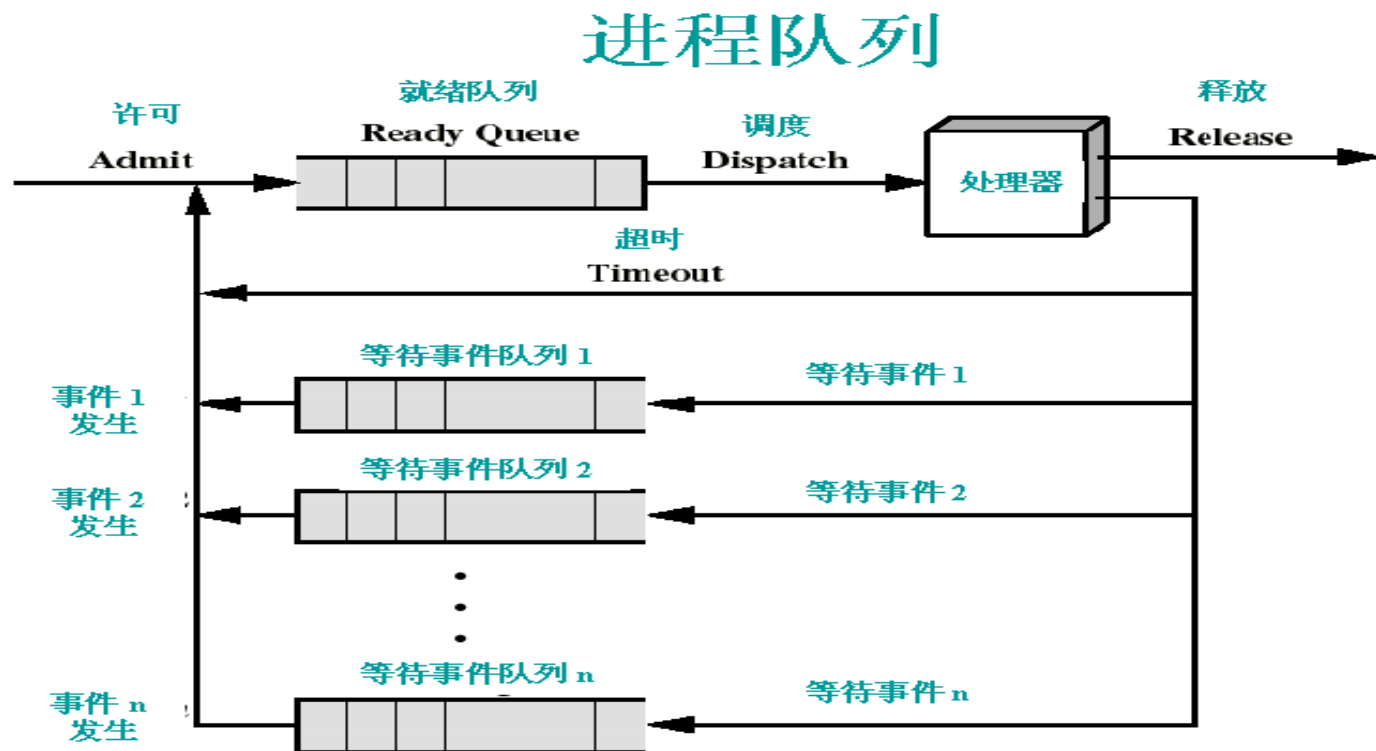 进程队列
许可
Admit
就绪队列
Ready Queue
调度
Dispatch
处理器
释放
Release
超时
Timeout
等待事件队列 1
等待事件 1
事件 1
发生
等待事件队列 2
等待事件 2
事件 2
发生
等待事件队列 n
等待事件 n
事件 n
发生